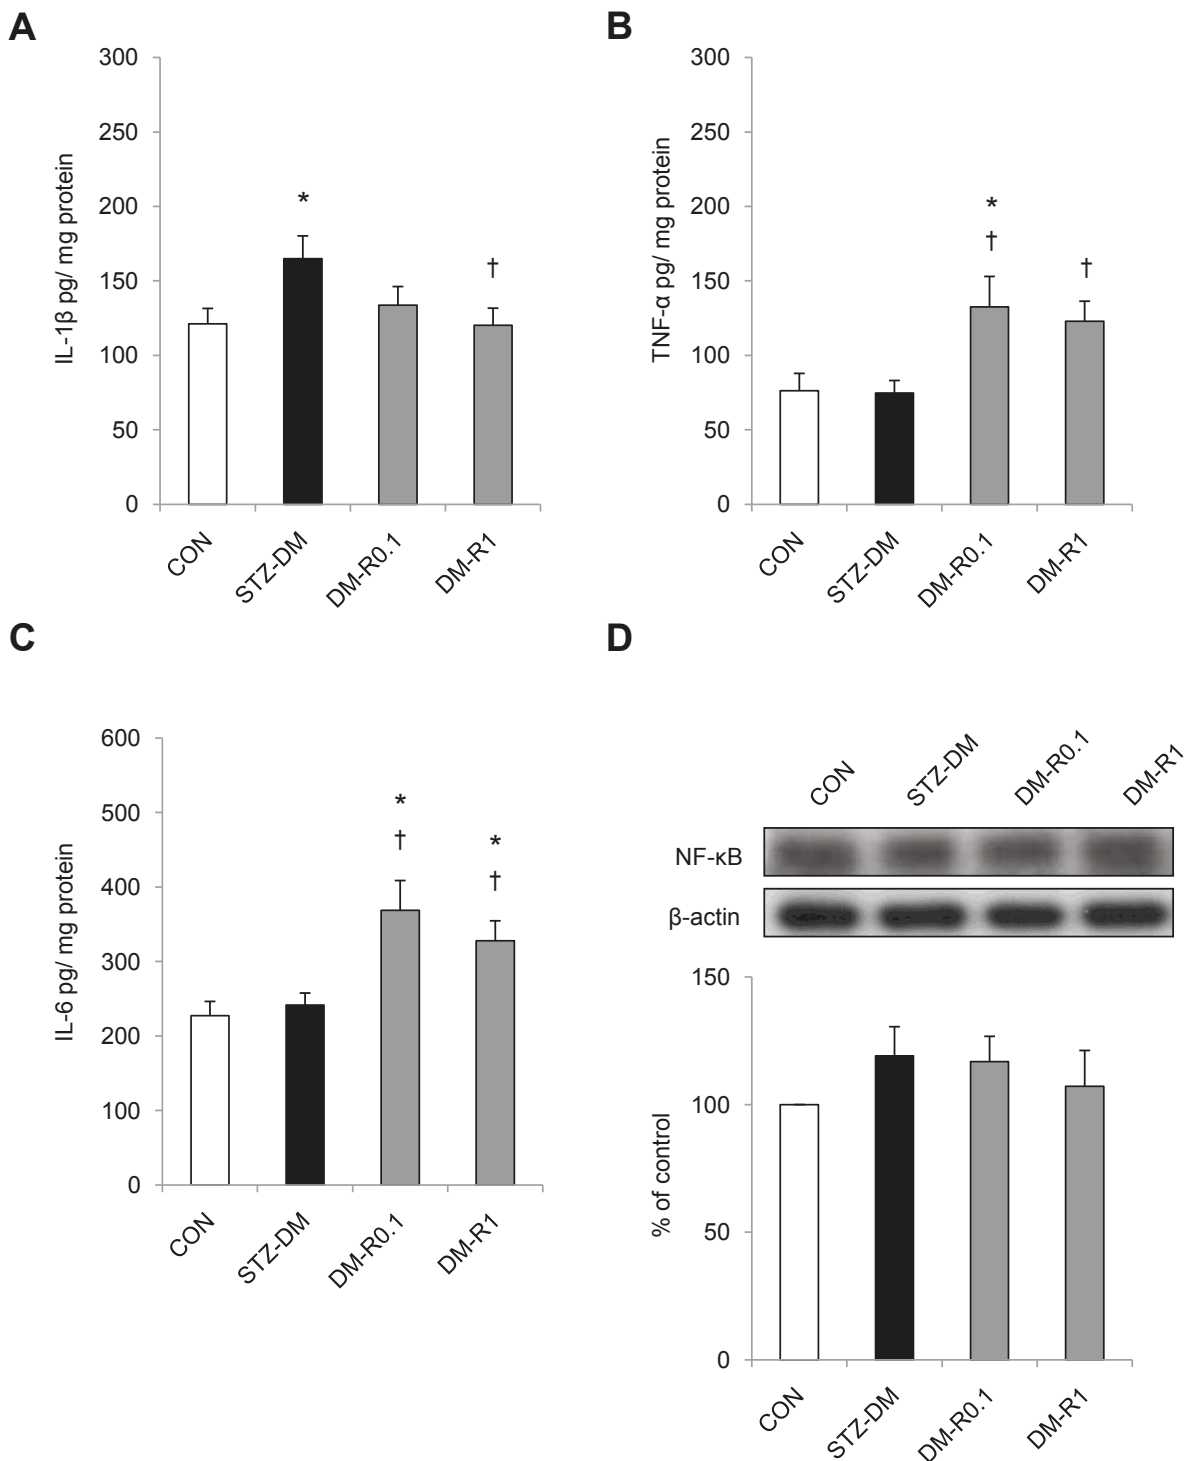 A
300
250
200
150
100
50
0
IL-1β pg/ mg protein
*
†
CON
STZ-DM
DM-R0.1
DM-R1
B
300
250
200
150
100
50
0
TNF-α pg/ mg protein
*
†
†
CON
STZ-DM
DM-R0.1
DM-R1
C
600
500
400
300
200
100
0
IL-6 pg/ mg protein
*
†
*
†
CON
STZ-DM
DM-R0.1
DM-R1
D
CON
STZ-DM
DM-R0.1
DM-R1
NF-κB
β-actin
150
100
50
0
% of control
CON
STZ-DM
DM-R0.1
DM-R1